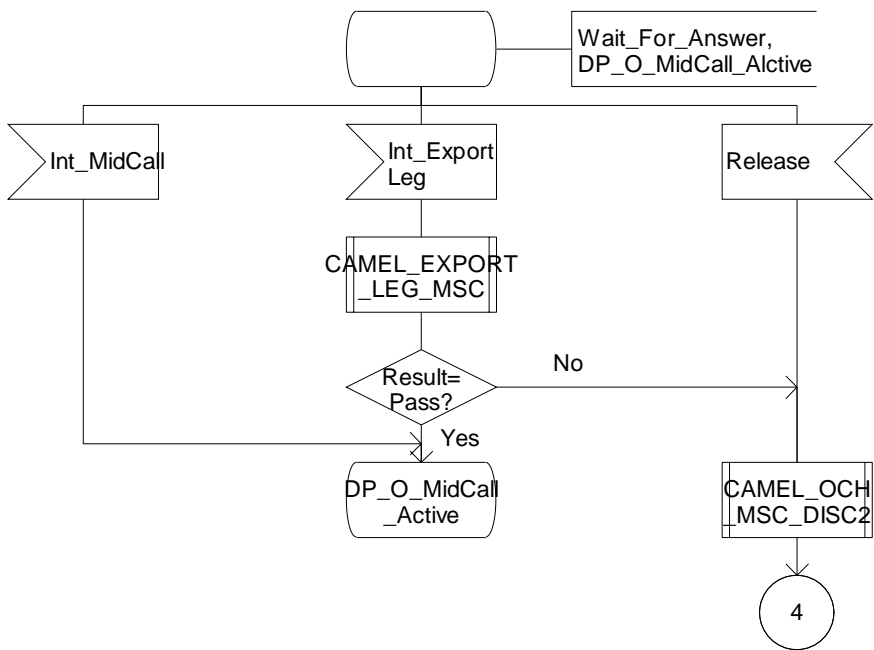 Wait_For_Answer,
DP_O_MidCall_Alctive
Int_MidCall
Int_Export
Leg
Release
CAMEL_EXPORT
_LEG_MSC
Result=
Pass?
No
Yes
DP_O_MidCall
_Active
CAMEL_OCH
_MSC_DISC2
4